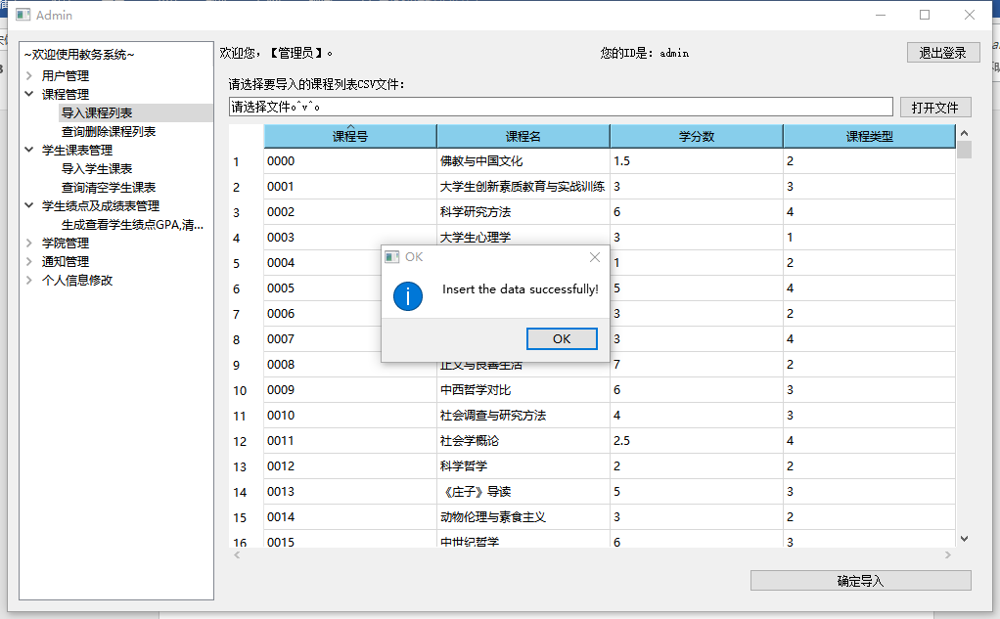 Admin
~欢迎使用教务系统~
用户管理
课程管理
导入课程列表
查询删除课程列表
学生课表管理
导入学生课表
查询清空学生课表
学生绩点及成绩表管理
生成查看学生绩点GPA,清...
学院管理
通知管理
个人信息修改
欢迎您，【管理员】。 您的ID是: admin 退出登录
请选择要导入的课程列表CSV文件:
请选择文件o^v^o 打开文件
课程号 课程名 学分数 课程类型
1 0000 佛教与中国文化 1.5 2
2 0001 大学生创新素质教育与实战训练 3 3
3 0002 科学研究方法 6 4
4 0003 大学生心理学 3 1
5 0004 1 2
6 0005 5 4
7 0006 3 2
8 0007 3 4
9 0008 正义与良善生活 7 2
10 0009 中西哲学对比 6 3
11 0010 社会调查与研究方法 4 3
12 0011 社会学概论 2.5 4
13 0012 科学哲学 2 2
14 0013 《庄子》导读 5 3
15 0014 动物伦理与素食主义 3 2
16 0015 中世纪哲学 6 3
OK
Insert the data successfully!
OK
确定导入